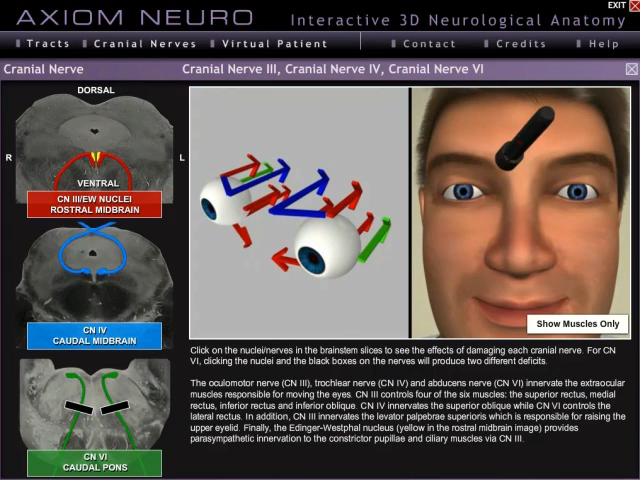 EXIT
AXIOM NEURO Interactive 3D Neurological Anatomy
Tracts Cranial Nerves Virtual Patient Contact Credits Help
Cranial Nerve
Cranial Nerve III, Cranial Nerve IV, Cranial Nerve VI
DORSAL
R L
VENTRAL
CN III/EW NUCLEI
ROSTRAL MIDBRAIN
CN IV
CAUDAL MIDBRAIN
CN VI
CAUDAL PONS
Show Muscles Only
Click on the nuclei/nerves in the brainstem slices to see the effects of damaging each cranial nerve. For CN
VI, clicking the nuclei and the black boxes on the nerves will produce two different deficits.
The oculomotor nerve (CN III), trochlear nerve (CN IV) and abducens nerve (CN VI) innervate the extraocular
muscles responsible for moving the eyes. CN III controls four of the six muscles: the superior rectus, medial
rectus, inferior rectus and inferior oblique. CN IV innervates the superior oblique while CN VI controls the
lateral rectus. In addition, CN III innervates the levator palpebrae superioris which is responsible for raising the
upper eyelid. Finally, the Edinger-Westphal nucleus (yellow in the rostral midbrain image) provides
parasympathetic innervation to the constrictor pupillae and ciliary muscles via CN III.